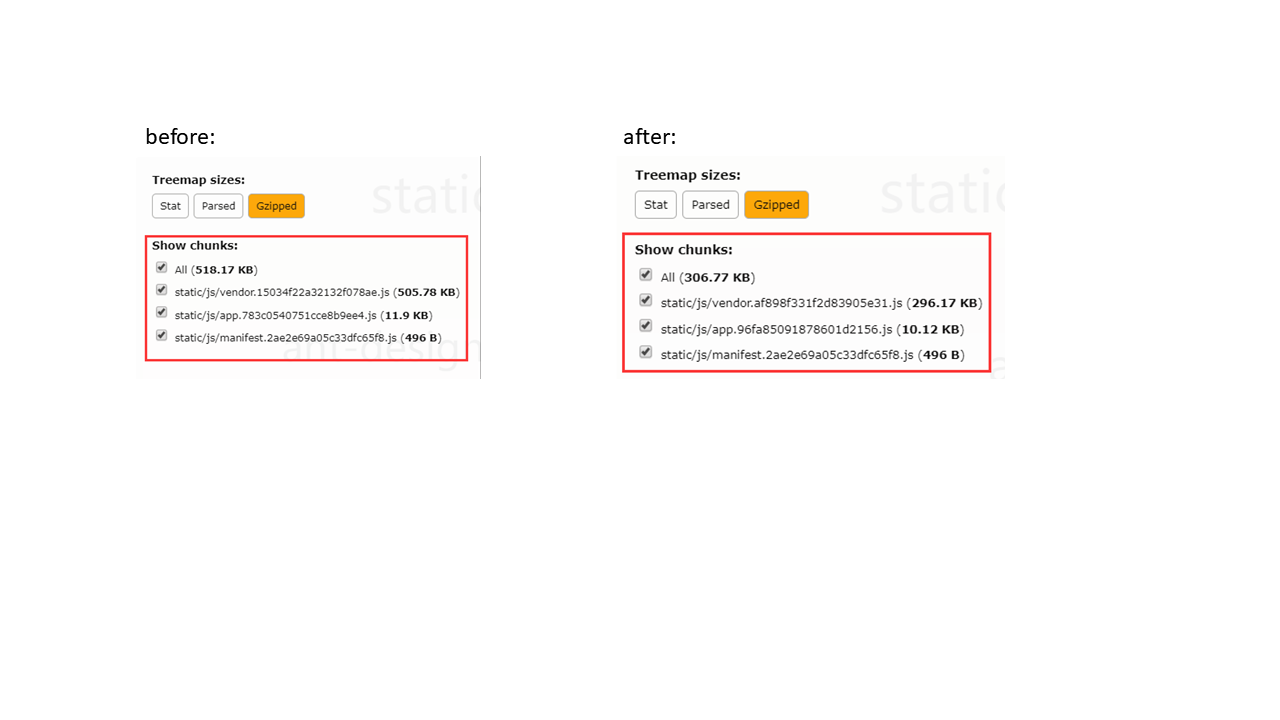 before:
Treemap sizes:
Stat Parsed Gzipped
static
Show chunks:
All (518.17 KB)
static/js/vendor.15034f22a32132f078ae.js (505.78 KB)
static/js/app.783c0540751cce8b9ee4.js (11.9 KB)
static/js/manifest.2ae2e69a05c33dfc65f8.js (496 B)
ant-design
after:
Treemap sizes:
Stat Parsed Gzipped
static
Show chunks:
All (306.77 KB)
static/js/vendor.af898f331f2d83905e31.js (296.17 KB)
static/js/app.96fa85091878601d2156.js (10.12 KB)
static/js/manifest.2ae2e69a05c33dfc65f8.js (496 B)